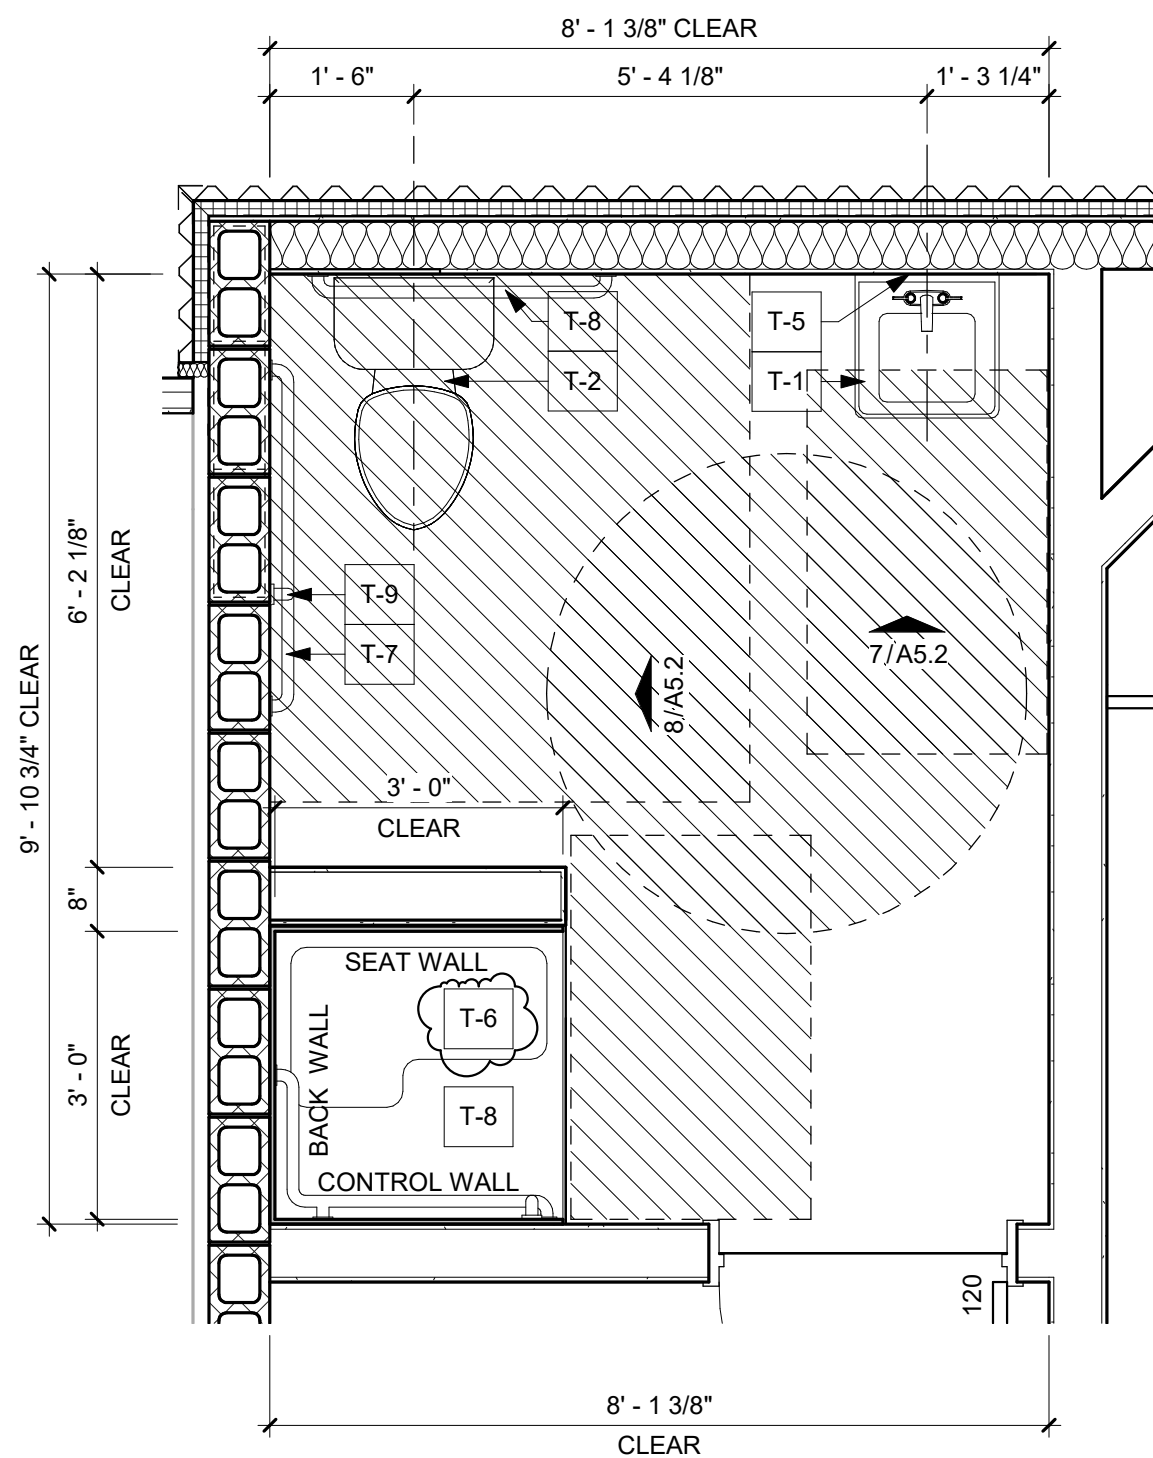 8' - 1 3/8" CLEAR
1' - 6"
5' - 4 1/8"
1' - 3 1/4"
T-8
T-5
T-2
T-1
6' - 2 1/8"
CLEAR
T-9
T-7
7/A5.2
8/A5.2
9' - 10 3/4" CLEAR
3' - 0"
CLEAR
8"
SEAT WALL
T-6
BACK WALL
3' - 0"
CLEAR
T-8
CONTROL WALL
120
8' - 1 3/8"
CLEAR